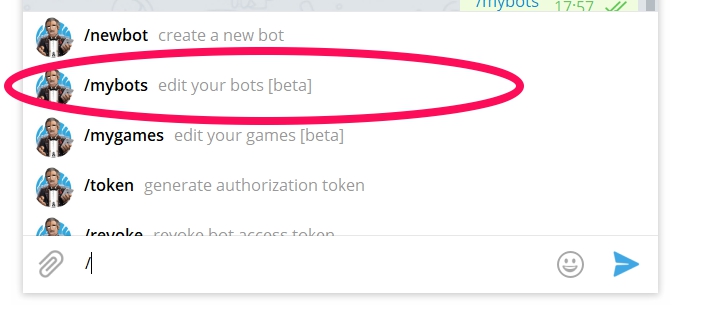 /mybots 17:57
/newbot create a new bot
/mybots edit your bots [beta]
/mygames edit your games [beta]
/token generate authorization token
/revoke revoke bot access token
/